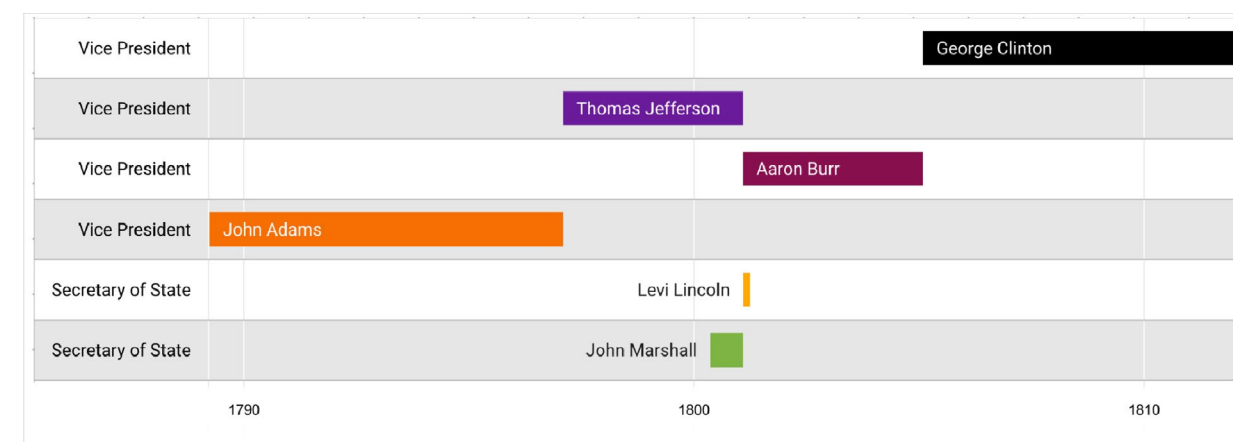 Vice President George Clinton
Vice President Thomas Jefferson
Vice President Aaron Burr
Vice President John Adams
Secretary of State Levi Lincoln
Secretary of State John Marshall
1790 1800 1810